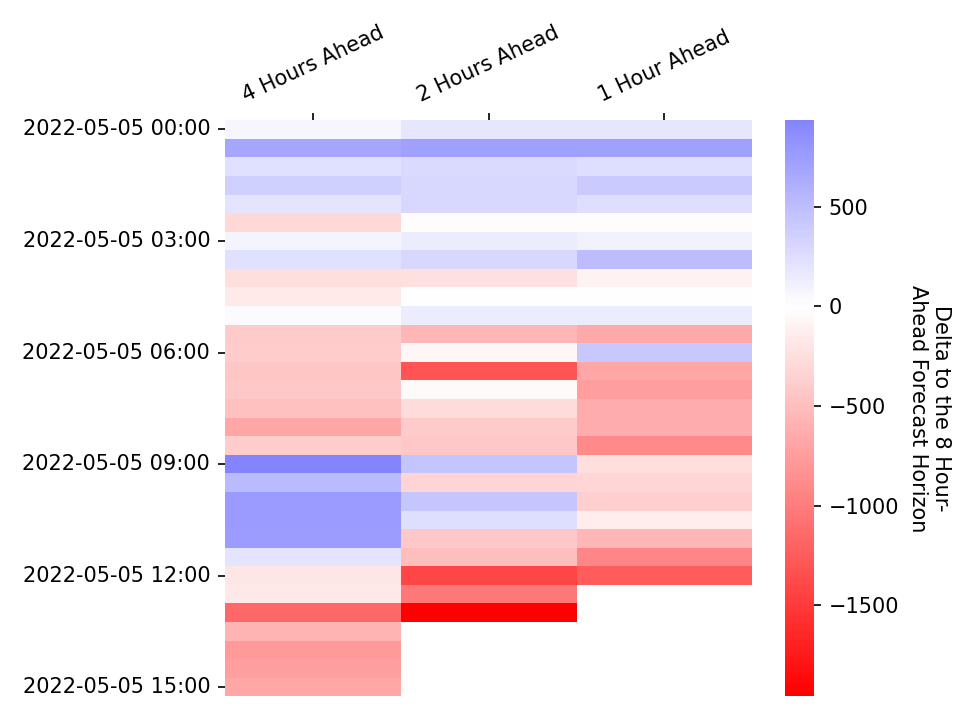 4 Hours Ahead
2 Hours Ahead
1 Hour Ahead
2022-05-05 00:00
2022-05-05 03:00
2022-05-05 06:00
2022-05-05 09:00
2022-05-05 12:00
2022-05-05 15:00
500
0
−500
−1000
−1500
Delta to the 8 Hour-
Ahead Forecast Horizon